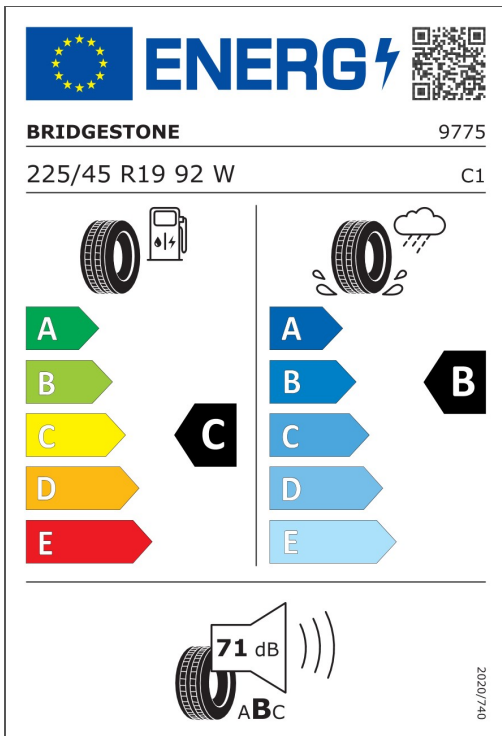 ENERG
BRIDGESTONE 9775
225/45 R19 92 W C1
A
B
C
D
E
C
A
B
C
D
E
B
71 dB
ABC
2020/740